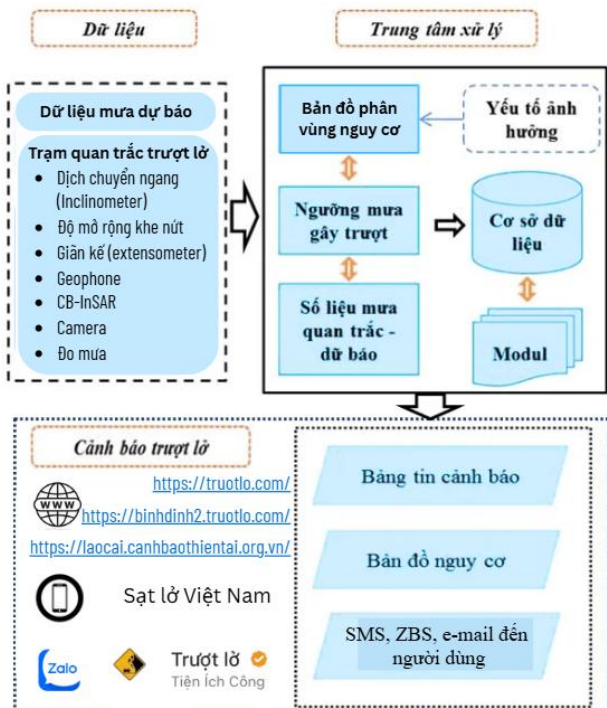 Dữ liệu
Trung tâm xử lý
Dữ liệu mưa dự báo
Trạm quan trắc trượt lở
• Dịch chuyển ngang
(Inclinometer)
• Độ mở rộng khe nứt
• Giãn kế (extensometer)
• Geophone
• CB-InSAR
• Camera
• Đo mưa
Bản đồ phân
vùng nguy cơ
Yếu tố ảnh
hưởng
Ngưỡng mưa
gây trượt
Cơ sở dữ
liệu
Số liệu mưa
quan trắc -
dữ báo
Modul
Cảnh báo trượt lở
WWW
https://truotlo.com/
https://binhdinh2.truotlo.com/
https://laocai.canhbaothientai.org.vn/
Sạt lở Việt Nam
Zalo
Trượt lở
Tiện Ích Công
Bảng tin cảnh báo
Bản đồ nguy cơ
SMS, ZBS, e-mail đến
người dùng